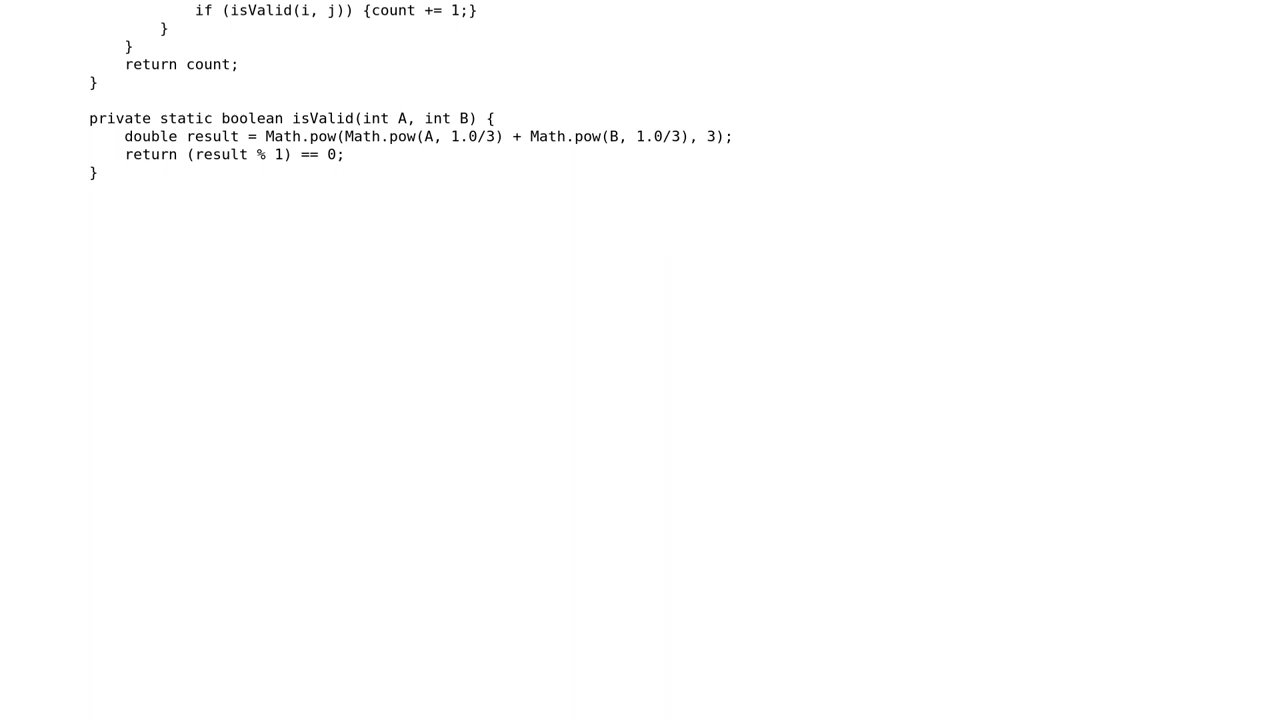 if (isValid(i, j)) {count += 1;}
}
}
return count;
}
private static boolean isValid(int A, int B) {
double result = Math.pow(Math.pow(A, 1.0/3) + Math.pow(B, 1.0/3), 3);
return (result % 1) == 0;
}